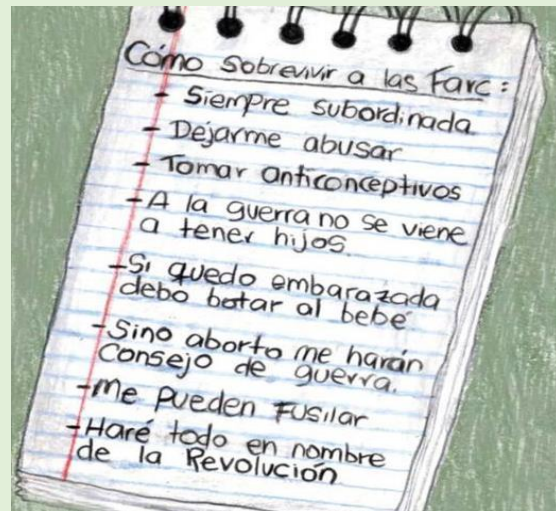 Cómo Sobrevivir a las Farc:
- Siempre subordinada
- Dejarme abusar
- Tomar anticonceptivos
- A la guerra no se viene
a tener hijos.
- Si quedo embarazada
debo botar al bebé
- Sino aborto me harán
Consejo de guerra.
- Me pueden Fusilar
- Haré todo en nombre
de la Revolución